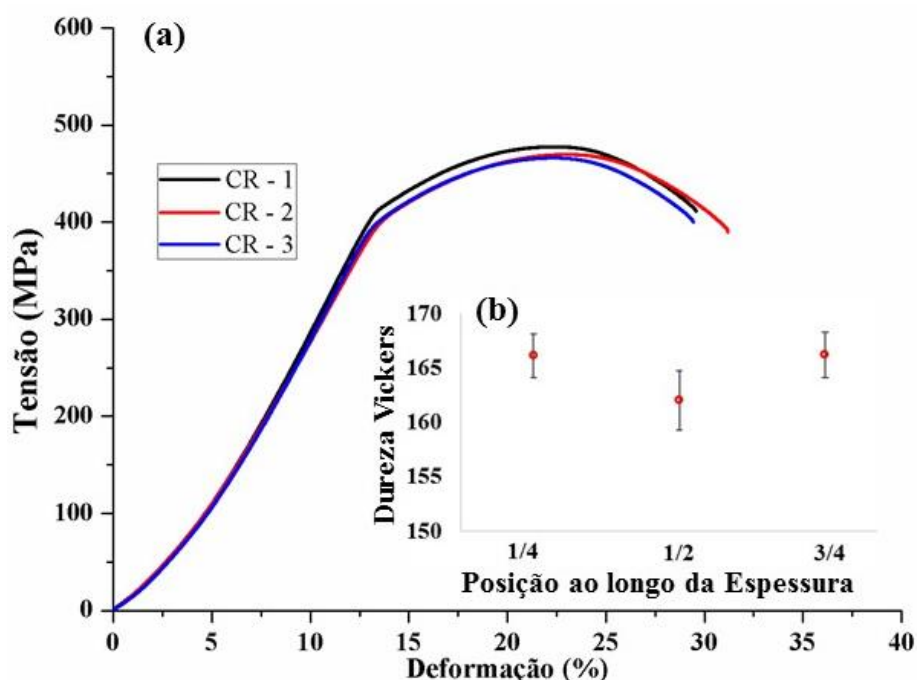 (a)
600
500
400
300
200
100
0
Tensão (MPa)
CR - 1
CR - 2
CR - 3
(b)
170
165
160
155
150
Dureza Vickers
1/4 1/2 3/4
Posição ao longo da Espessura
0 5 10 15 20 25 30 35 40
Deformação (%)